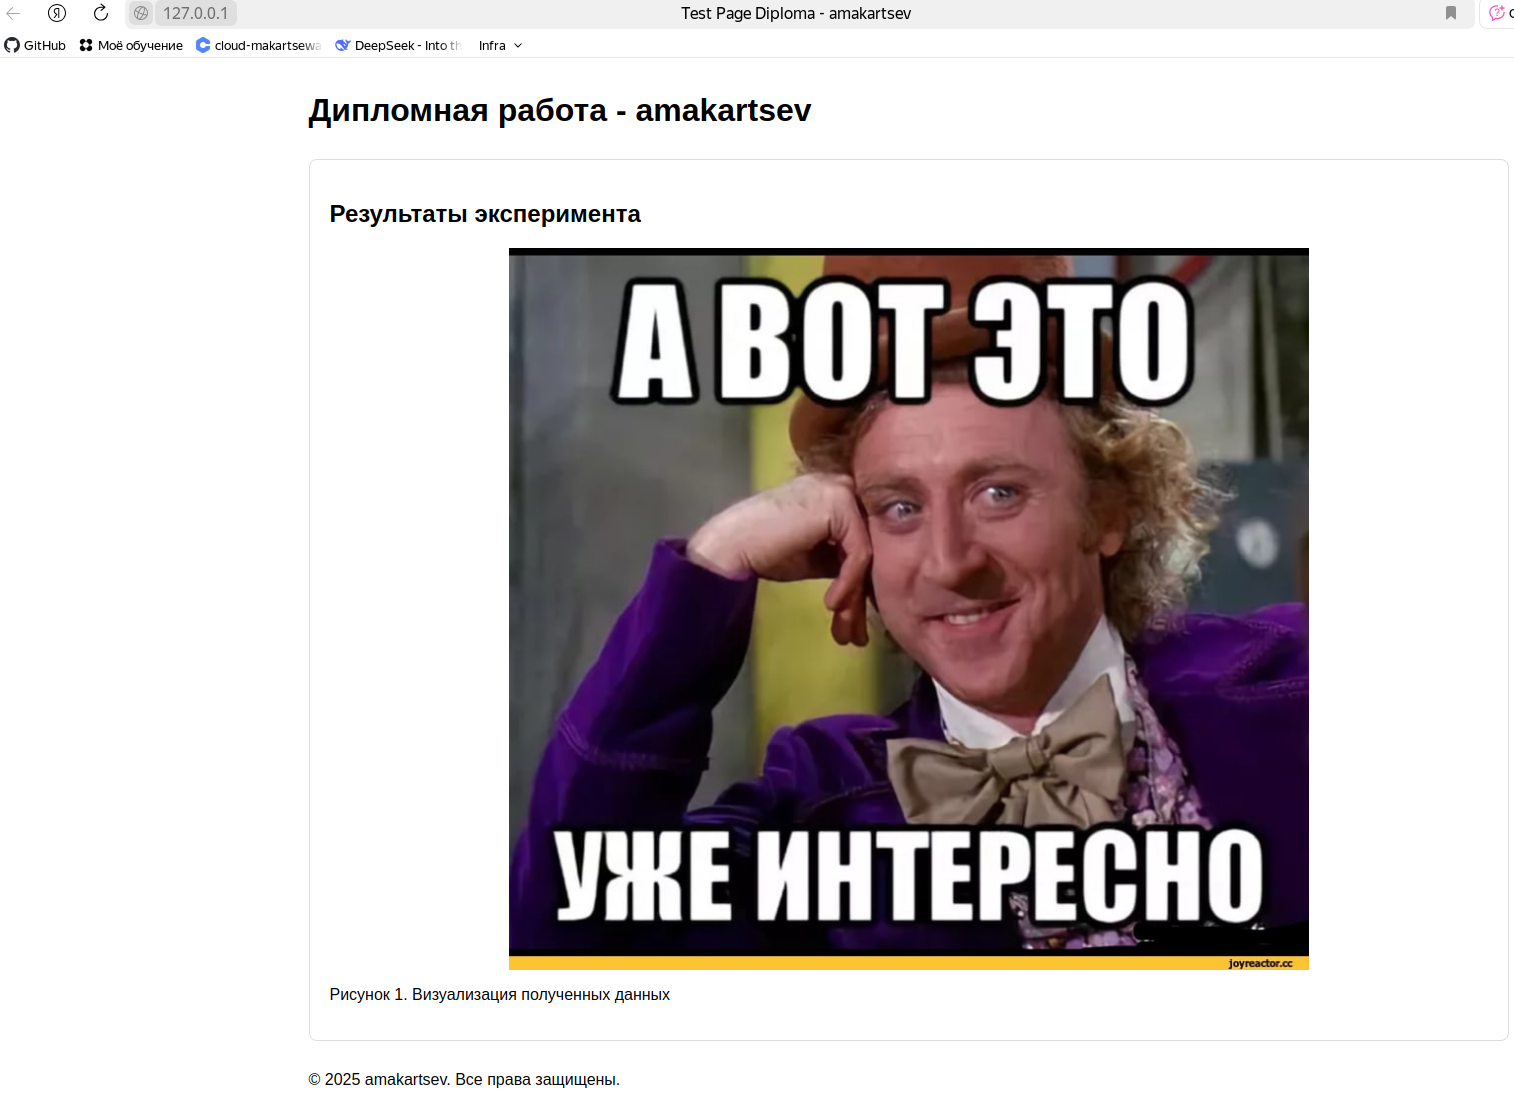 127.0.0.1
Test Page Diploma - amakartsev
GitHub
Моё обучение
cloud-makartsewa
DeepSeek - Into th
Infra
Дипломная работа - amakartsev
Результаты эксперимента
А ВОТ ЭТО
УЖЕ ИНТЕРЕСНО
joyreactor.cc
Рисунок 1. Визуализация полученных данных
© 2025 amakartsev. Все права защищены.